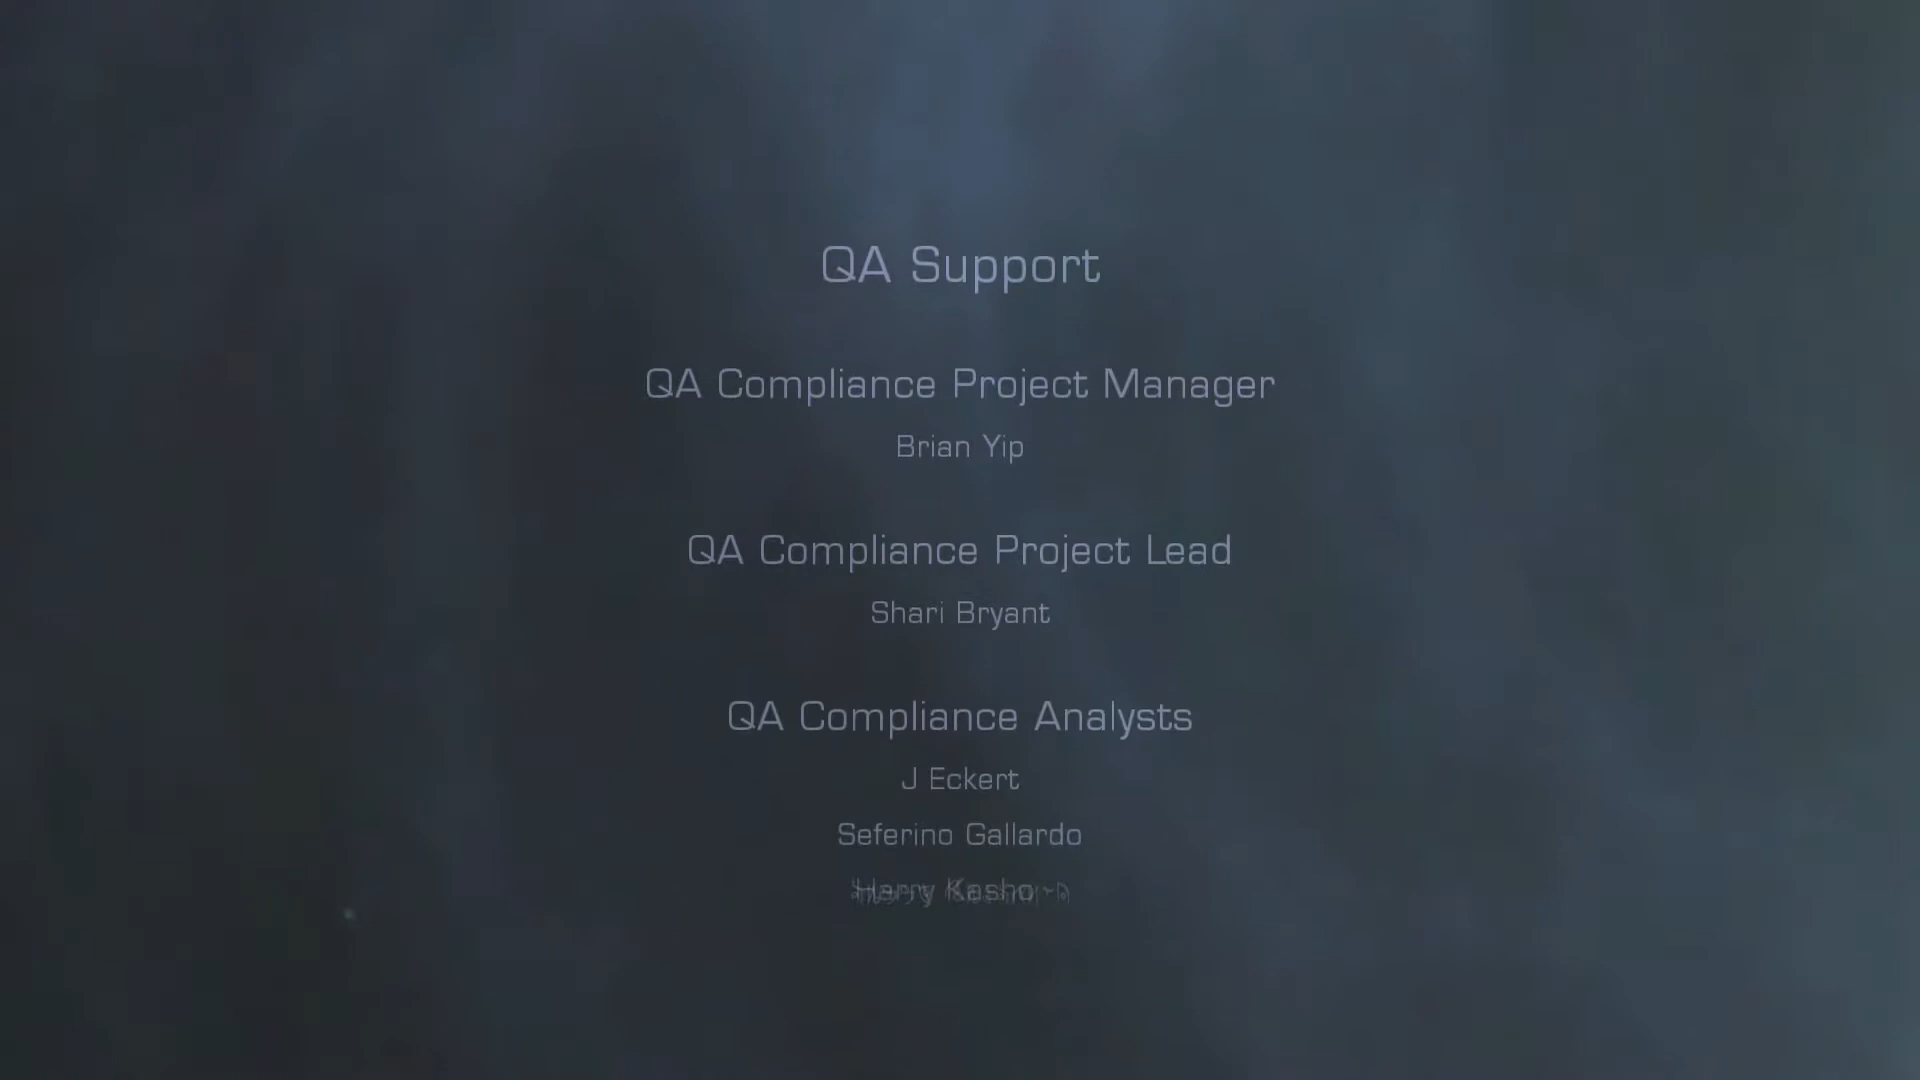 QA Support
QA Compliance Project Manager
Brian Yip
QA Compliance Project Lead
Shari Bryant
QA Compliance Analysts
J Eckert
Seferino Gallardo
Harry